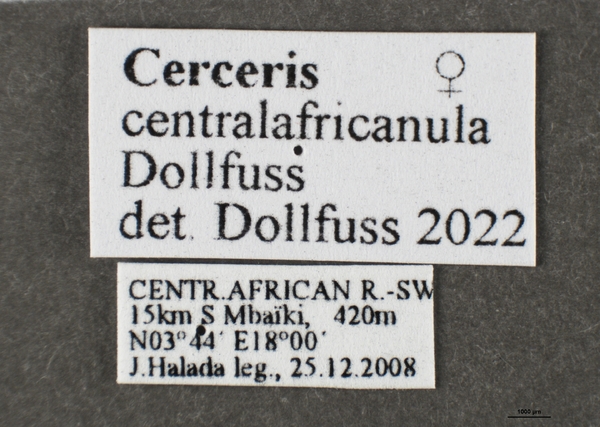 Cerceris ♀
centralafricanula
Dollfuss
det. Dollfuss 2022
CENTR.AFRICAN R.-SW
15km S Mbaïki, 420m
N03°44´ E18°00´
J.Halada leg., 25.12.2008
1000 µm